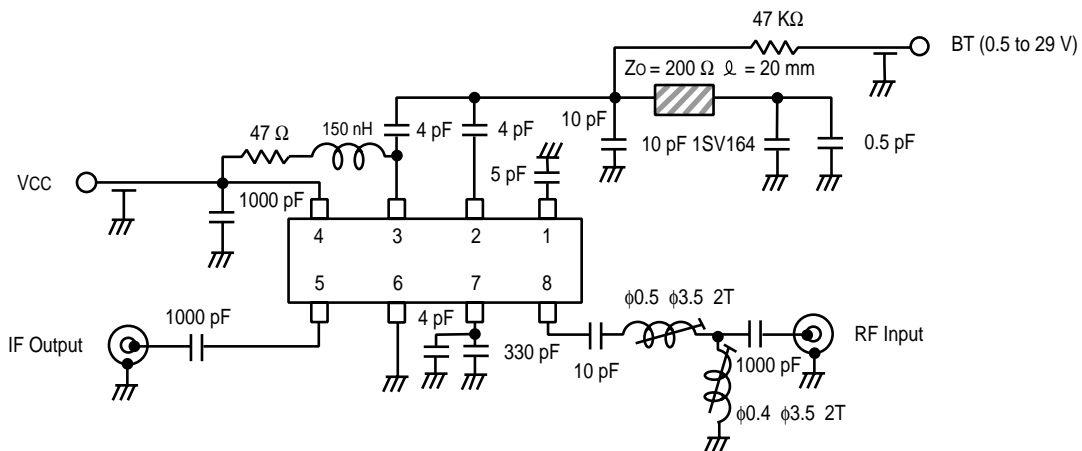 47 KΩ
BT (0.5 to 29 V)
ZO = 200 Ω ℓ = 20 mm
10 pF
4 pF
4 pF
47 Ω
150 nH
10 pF 1SV164
0.5 pF
5 pF
VCC
1000 pF
4 3 2 1
5 6 7 8
1000 pF
4 pF
ϕ0.5 ϕ3.5 2T
IF Output
330 pF
10 pF
1000 pF
RF Input
ϕ0.4 ϕ3.5 2T